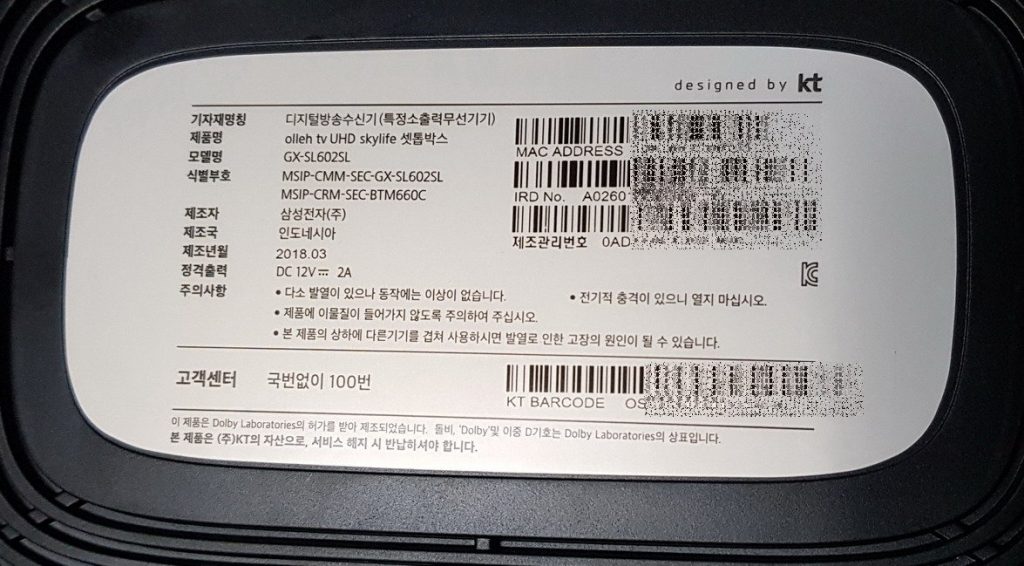 designed by kt
기자재명칭 디지털방송수신기(특정소출력무선기기)
제품명 olleh tv UHD skylife 셋톱박스
모델명 GX-SL602SL
식별부호 MSIP-CMM-SEC-GX-SL602SL
MSIP-CRM-SEC-BTM660C
제조자 삼성전자(주)
제조국 인도네시아
제조년월 2018.03
정격출력 DC 12V⎓ 2A
MAC ADDRESS
IRD No. A0260
제조관리번호 0AD
주의사항 • 다소 발열이 있으나 동작에는 이상이 없습니다. • 전기적 충격이 있으니 열지 마십시오.
• 제품에 이물질이 들어가지 않도록 주의하여 주십시오.
• 본 제품의 상하에 다른기기를 겹쳐 사용하시면 발열로 인한 고장의 원인이 될 수 있습니다.
고객센터 국번없이 100번
KT BARCODE OS
이 제품은 Dolby Laboratories의 허가를 받아 제조되었습니다. 돌비, 'Dolby'및 이중 D기호는 Dolby Laboratories의 상표입니다.
본 제품은 (주)KT의 자산으로, 서비스 해지 시 반납하셔야 합니다.